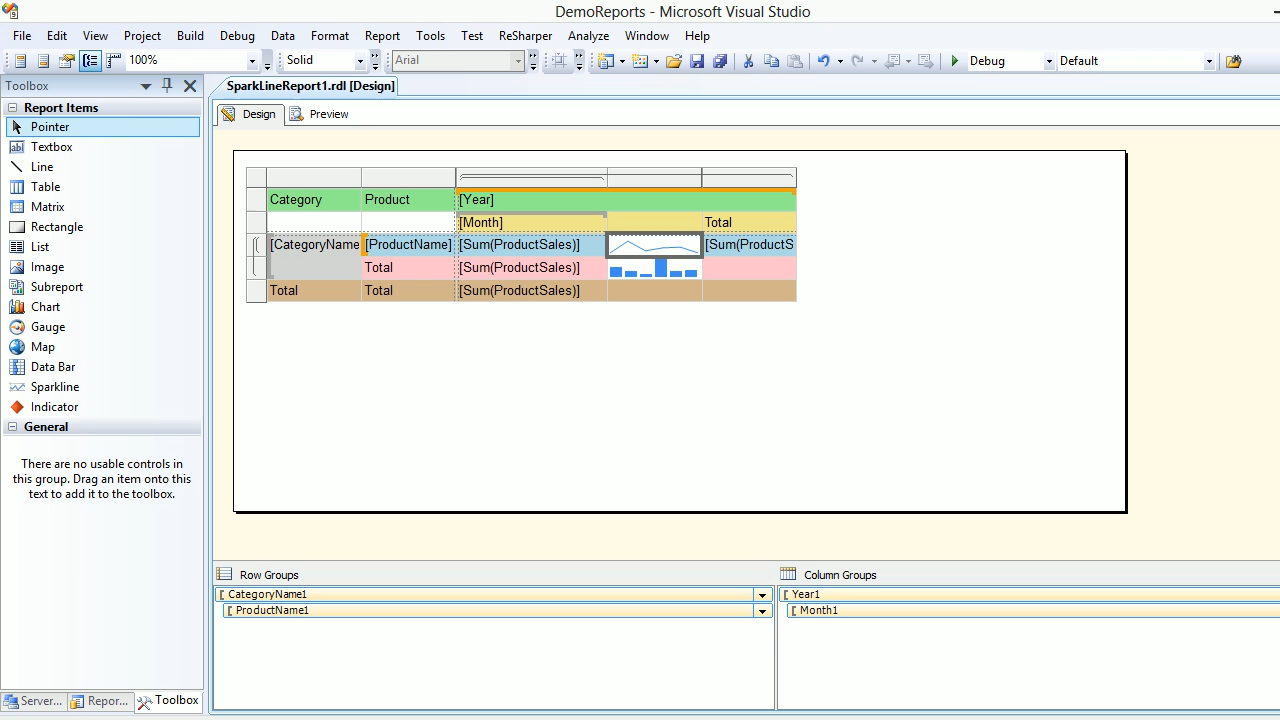 DemoReports - Microsoft Visual Studio
File Edit View Project Build Debug Data Format Report Tools Test ReSharper Analyze Window Help
100% Solid Arial Debug Default
Toolbox
SparkLineReport1.rdl [Design]
Report Items
Design Preview
Pointer
Textbox
Line
Table
Matrix
Rectangle
List
Image
Subreport
Chart
Gauge
Map
Data Bar
Sparkline
Indicator
General
There are no usable controls in
this group. Drag an item onto this
text to add it to the toolbox.
Category Product [Year]
[Month] Total
[CategoryName [ProductName] [Sum(ProductSales)] [Sum(ProductS
Total [Sum(ProductSales)]
Total Total [Sum(ProductSales)]
Row Groups Column Groups
[ CategoryName1 [ Year1
[ ProductName1 [ Month1
Server... Repor... Toolbox